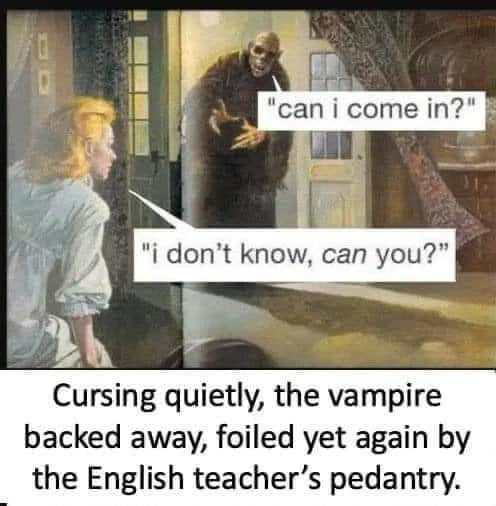 "can i come in?"
"i don't know, can you?”
Cursing quietly, the vampire
backed away, foiled yet again by
the English teacher’s pedantry.